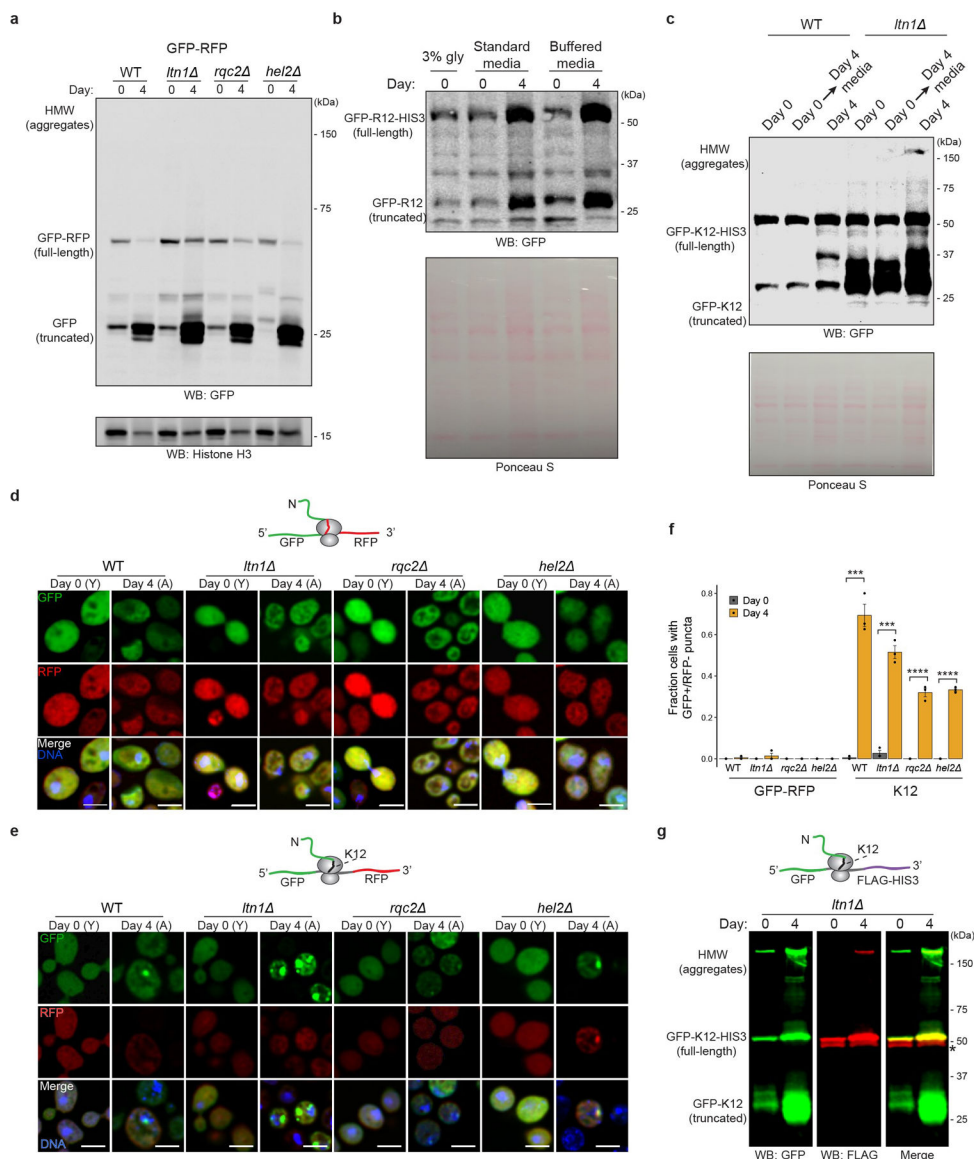 a
GFP-RFP
WT ltn1Δ rqc2Δ hel2Δ
Day: 0 4 0 4 0 4 0 4
(kDa)
HMW
(aggregates)
- 150
- 75
GFP-RFP
(full-length)
GFP
(truncated)
- 25
WB: GFP
- 15
WB: Histone H3
b
3% gly Standard media Buffered media
Day: 0 0 4 0 4
(kDa)
GFP-R12-HIS3
(full-length)
- 50
- 37
GFP-R12
(truncated)
- 25
WB: GFP
Ponceau S
c
WT ltn1Δ
Day 0 Day 0 → Day 4 media Day 4 Day 0 Day 0 → Day 4 media Day 4
(kDa)
HMW
(aggregates)
- 150
- 75
- 50
GFP-K12-HIS3
(full-length)
- 37
- 25
GFP-K12
(truncated)
WB: GFP
Ponceau S
d
N
5' GFP RFP 3'
WT ltn1Δ rqc2Δ hel2Δ
Day 0 (Y) Day 4 (A) Day 0 (Y) Day 4 (A) Day 0 (Y) Day 4 (A) Day 0 (Y) Day 4 (A)
GFP
RFP
Merge
DNA
e
N
K12
5' GFP RFP 3'
WT ltn1Δ rqc2Δ hel2Δ
Day 0 (Y) Day 4 (A) Day 0 (Y) Day 4 (A) Day 0 (Y) Day 4 (A) Day 0 (Y) Day 4 (A)
GFP
RFP
Merge
DNA
f
Fraction cells with
GFP+/RFP- puncta
0.8
0.6
0.4
0.2
0.0
Day 0
Day 4
*** *** **** ****
WT ltn1Δ rqc2Δ hel2Δ WT ltn1Δ rqc2Δ hel2Δ
GFP-RFP K12
g
N
K12
5' GFP FLAG-HIS3 3'
ltn1Δ
Day: 0 4 0 4 0 4
(kDa)
HMW
(aggregates)
- 150
- 75
GFP-K12-HIS3
(full-length)
- 50
*
- 37
GFP-K12
(truncated)
- 25
WB: GFP WB: FLAG Merge